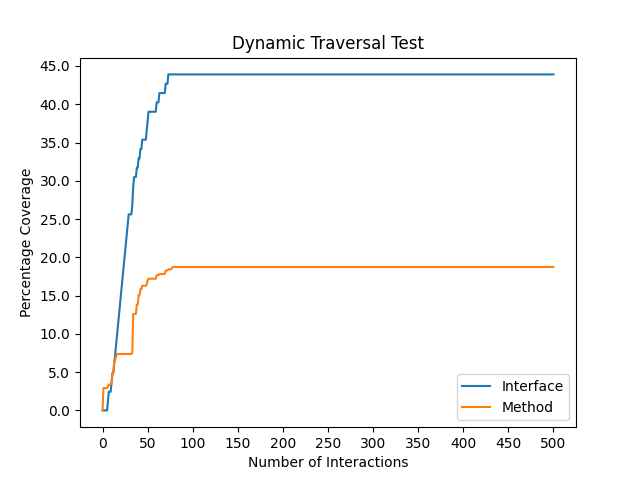 Dynamic Traversal Test
Percentage Coverage
45.0
40.0
35.0
30.0
25.0
20.0
15.0
10.0
5.0
0.0
Interface
Method
0 50 100 150 200 250 300 350 400 450 500
Number of Interactions